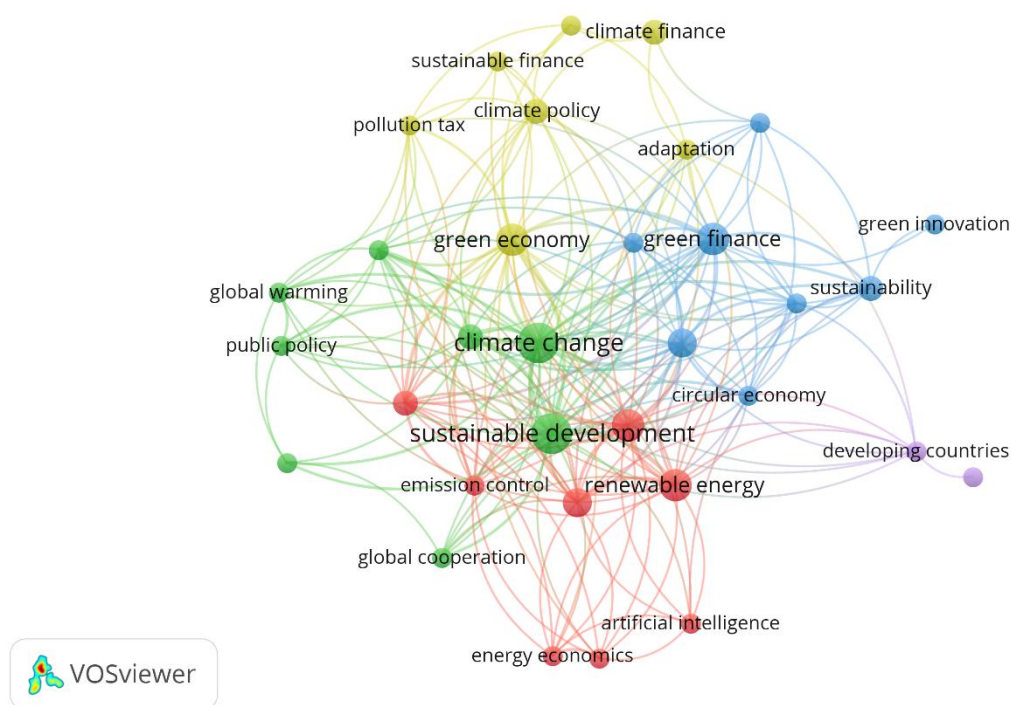 climate finance
sustainable finance
climate policy
pollution tax
adaptation
green innovation
green economy
green finance
sustainability
global warming
climate change
public policy
circular economy
sustainable development
developing countries
emission control
renewable energy
global cooperation
artificial intelligence
energy economics
VOSviewer